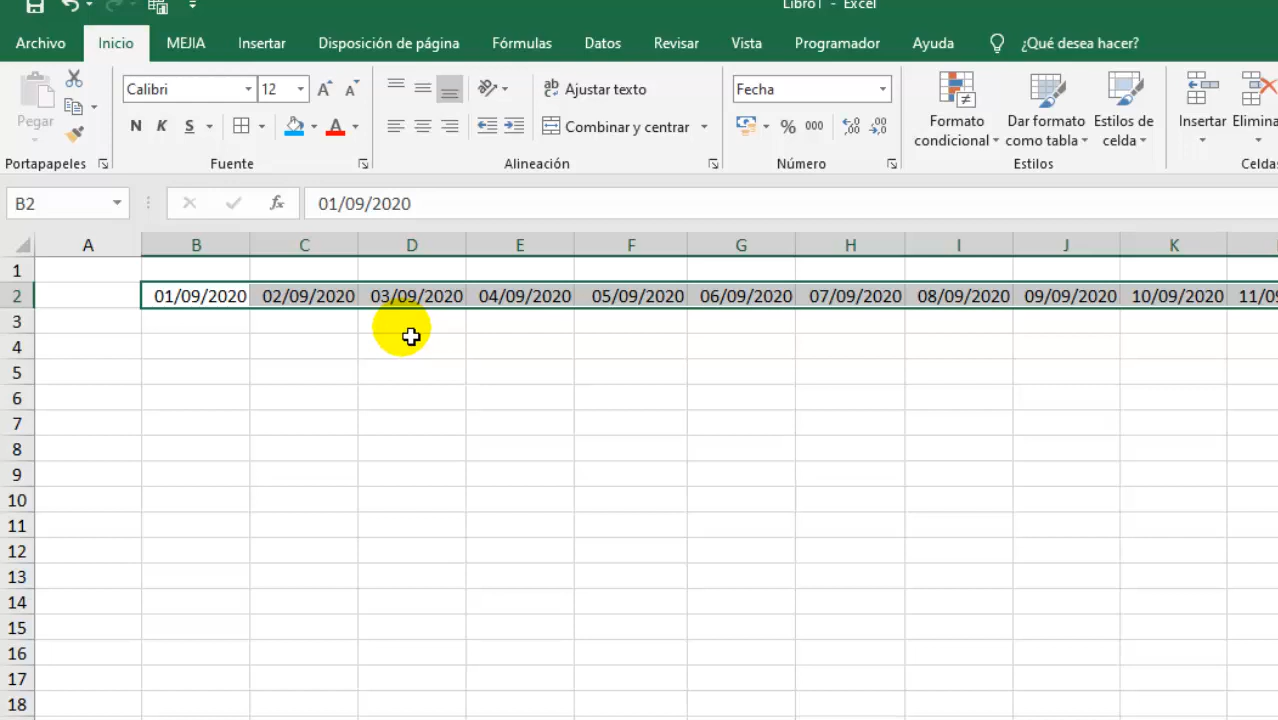 Libro1 - Excel
Archivo Inicio MEJIA Insertar Disposición de página Fórmulas Datos Revisar Vista Programador Ayuda ¿Qué desea hacer?
Pegar
Portapapeles
Calibri 12
N K S A
Fuente
ab Ajustar texto
Combinar y centrar
Alineación
Fecha
% 000
Número
Formato condicional
Dar formato como tabla
Estilos de celda
Estilos
Insertar
Elimina
Celda
B2 fx 01/09/2020
A B C D E F G H I J K
1
2 01/09/2020 02/09/2020 03/09/2020 04/09/2020 05/09/2020 06/09/2020 07/09/2020 08/09/2020 09/09/2020 10/09/2020 11/09
3
4
5
6
7
8
9
10
11
12
13
14
15
16
17
18